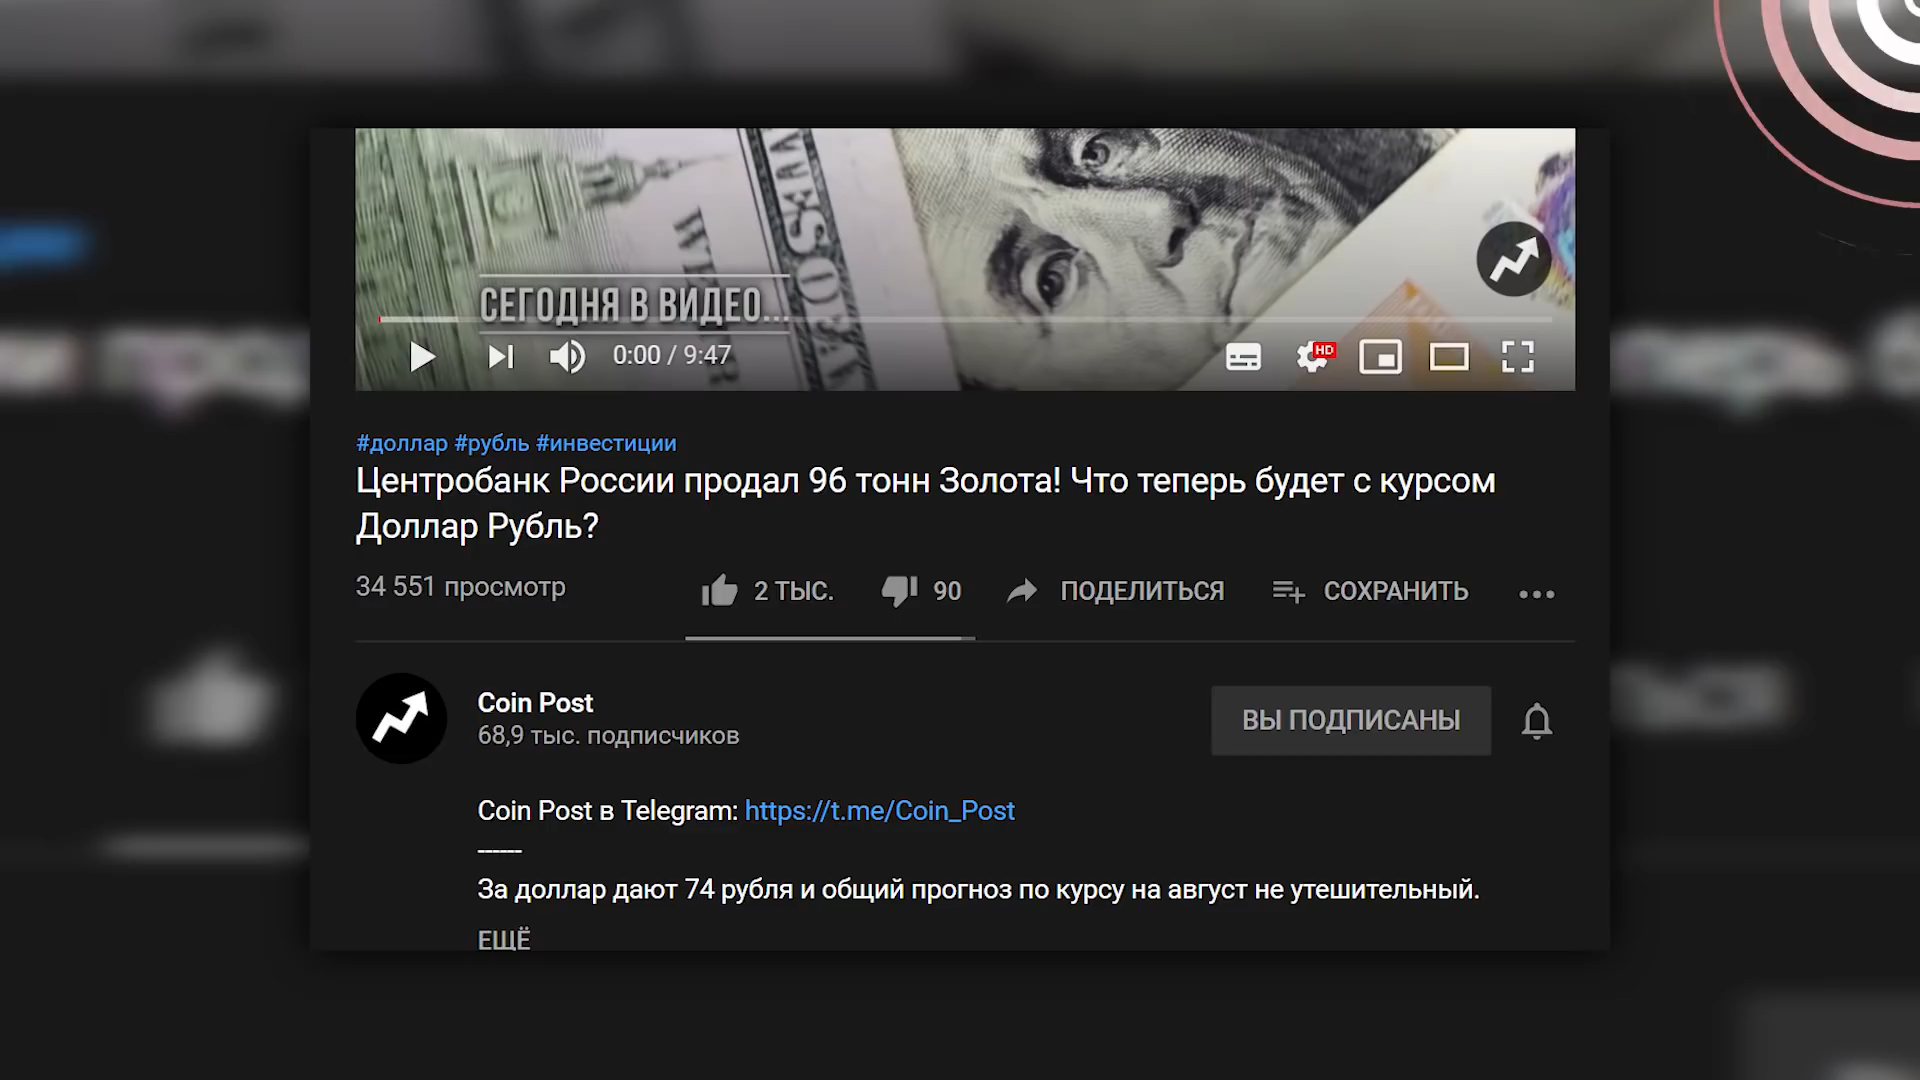 СЕГОДНЯ В ВИДЕО...
0:00 / 9:47
HD
#доллар #рубль #инвестиции
Центробанк России продал 96 тонн Золота! Что теперь будет с курсом
Доллар Рубль?
34 551 просмотр
2 ТЫС.
90
ПОДЕЛИТЬСЯ
СОХРАНИТЬ
Coin Post
68,9 тыс. подписчиков
ВЫ ПОДПИСАНЫ
Coin Post в Telegram: https://t.me/Coin_Post
------
За доллар дают 74 рубля и общий прогноз по курсу на август не утешительный.
ЕЩЁ